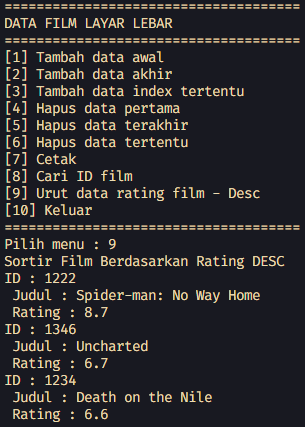 ===================================
DATA FILM LAYAR LEBAR
===================================
[1] Tambah data awal
[2] Tambah data akhir
[3] Tambah data index tertentu
[4] Hapus data pertama
[5] Hapus data terakhir
[6] Hapus data tertentu
[7] Cetak
[8] Cari ID film
[9] Urut data rating film - Desc
[10] Keluar
===================================
Pilih menu : 9
Sortir Film Berdasarkan Rating DESC
ID : 1222
Judul : Spider-man: No Way Home
Rating : 8.7
ID : 1346
Judul : Uncharted
Rating : 6.7
ID : 1234
Judul : Death on the Nile
Rating : 6.6